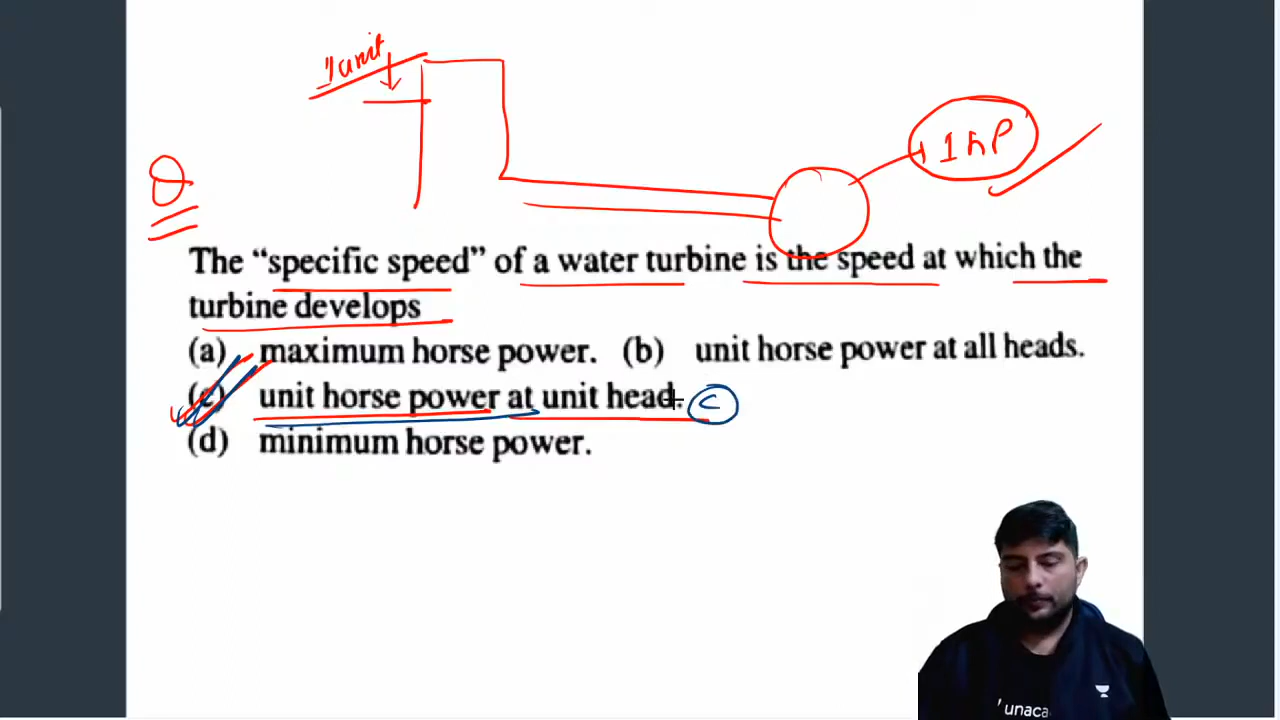 1 unit
1 hp
Q
The “specific speed” of a water turbine is the speed at which the
turbine develops
(a) maximum horse power. (b) unit horse power at all heads.
(c) unit horse power at unit head. C
(d) minimum horse power.
unaca